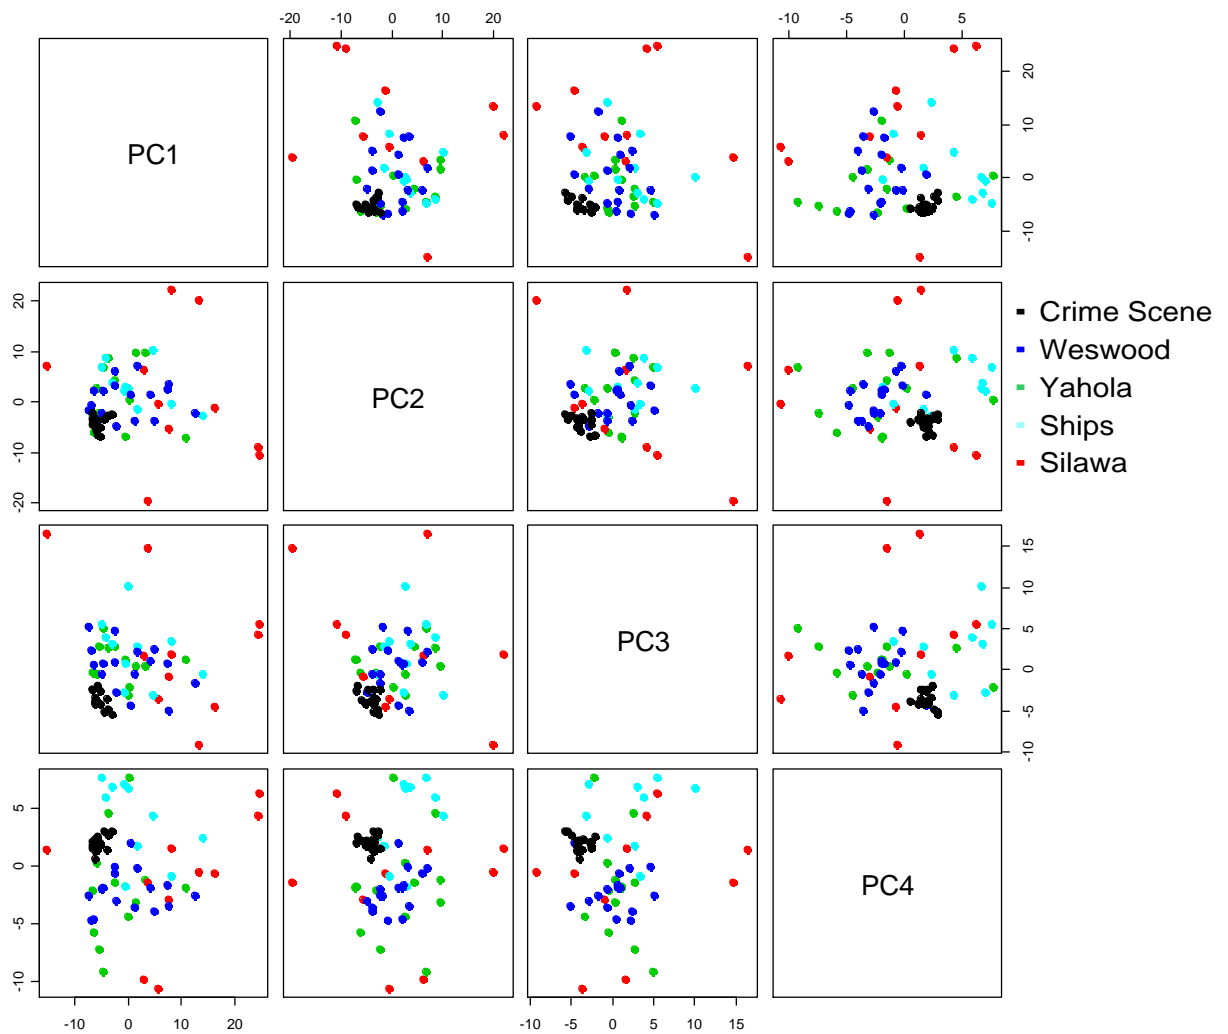 -20 -10 0 10 20
-10 -5 0 5
PC1
-10 0 10 20
-20 -10 0 10 20
PC2
Crime Scene
Weswood
Yahola
Ships
Silawa
PC3
-10 -5 0 5 10 15
-10 -5 0 5
PC4
-10 0 10 20
-10 -5 0 5 10 15